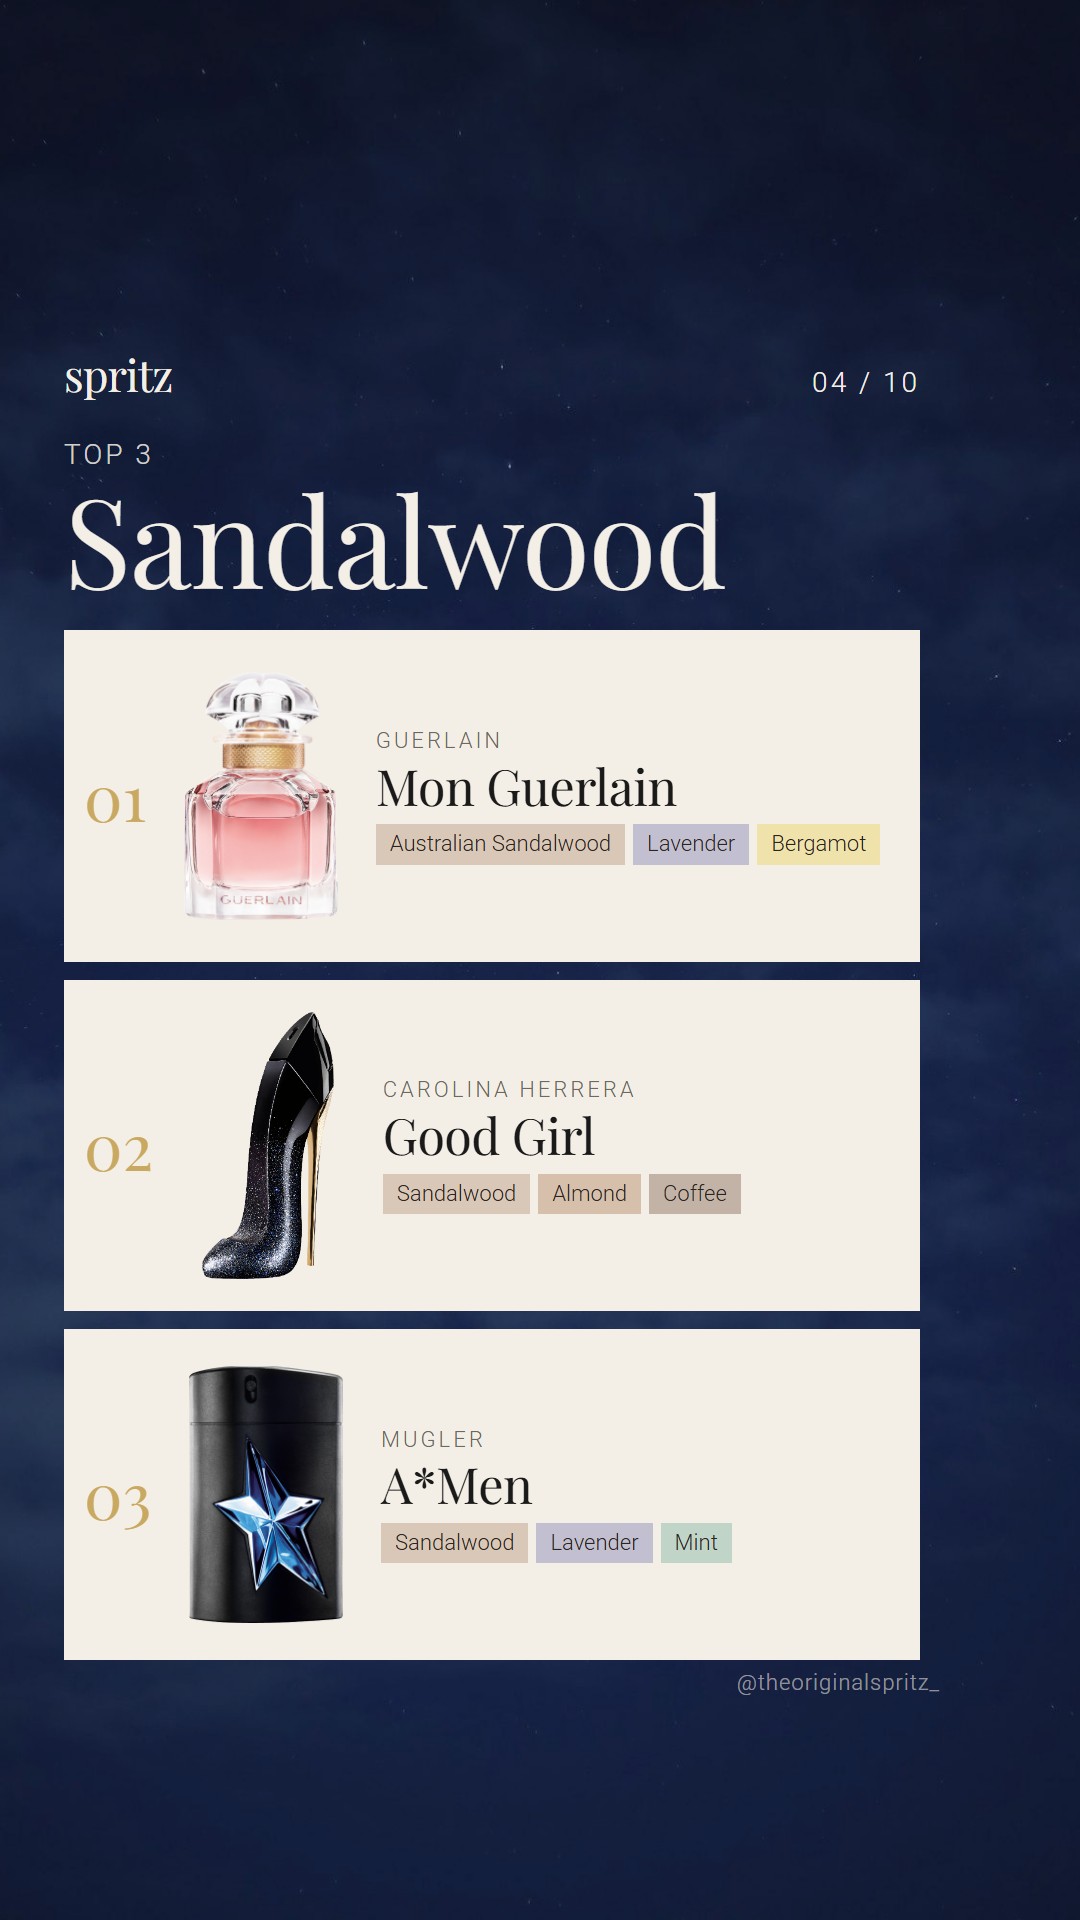 spritz
04 / 10
TOP 3
Sandalwood
01
GUERLAIN
GUERLAIN
Mon Guerlain
Australian Sandalwood Lavender Bergamot
02
CAROLINA HERRERA
Good Girl
Sandalwood Almond Coffee
03
MUGLER
A*Men
Sandalwood Lavender Mint
@theoriginalspritz_